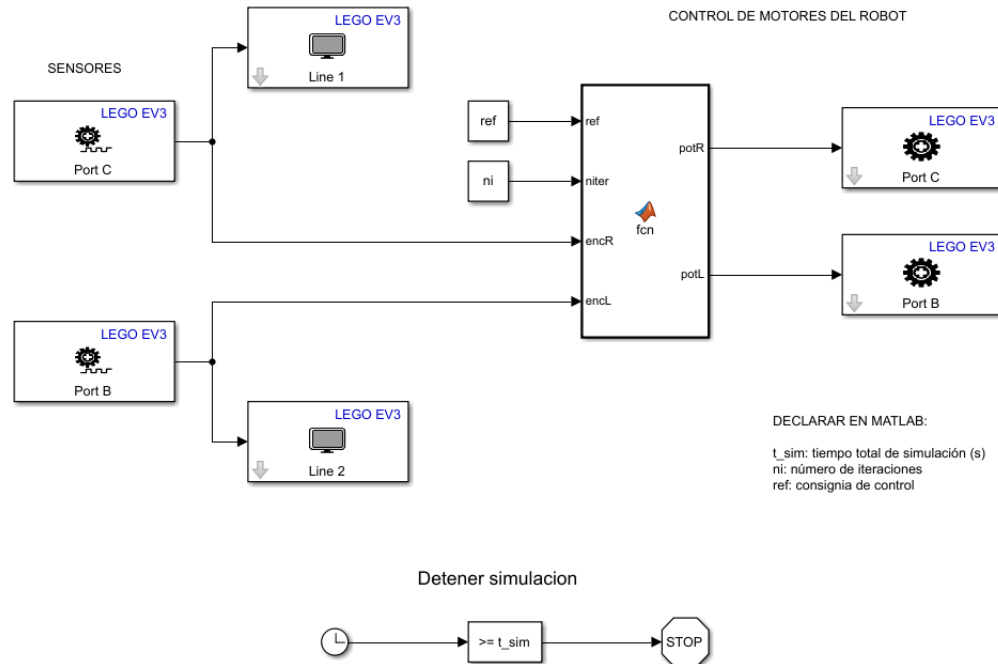 CONTROL DE MOTORES DEL ROBOT
LEGO EV3
Line 1
SENSORES
LEGO EV3
Port C
ref
ni
ref
niter
encR
encL
fcn
potR
potL
LEGO EV3
Port C
LEGO EV3
Port B
LEGO EV3
Port B
LEGO EV3
Line 2
DECLARAR EN MATLAB:
t_sim: tiempo total de simulación (s)
ni: número de iteraciones
ref: consignia de control
Detener simulacion
>= t_sim
STOP